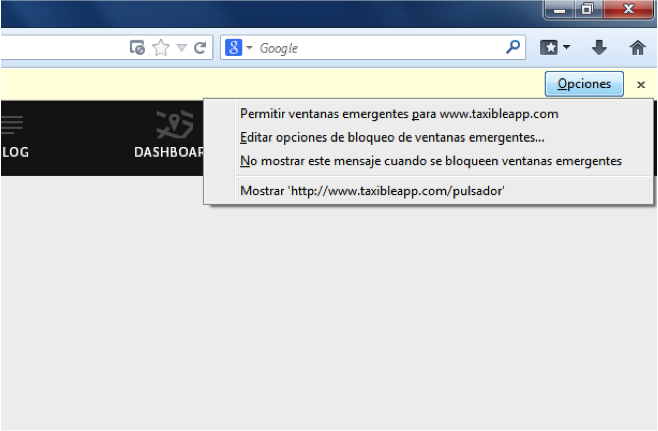 8 Google
Opciones x
Permitir ventanas emergentes para www.taxibleapp.com
LOG
DASHBOAR
Editar opciones de bloqueo de ventanas emergentes...
No mostrar este mensaje cuando se bloqueen ventanas emergentes
Mostrar 'http://www.taxibleapp.com/pulsador'